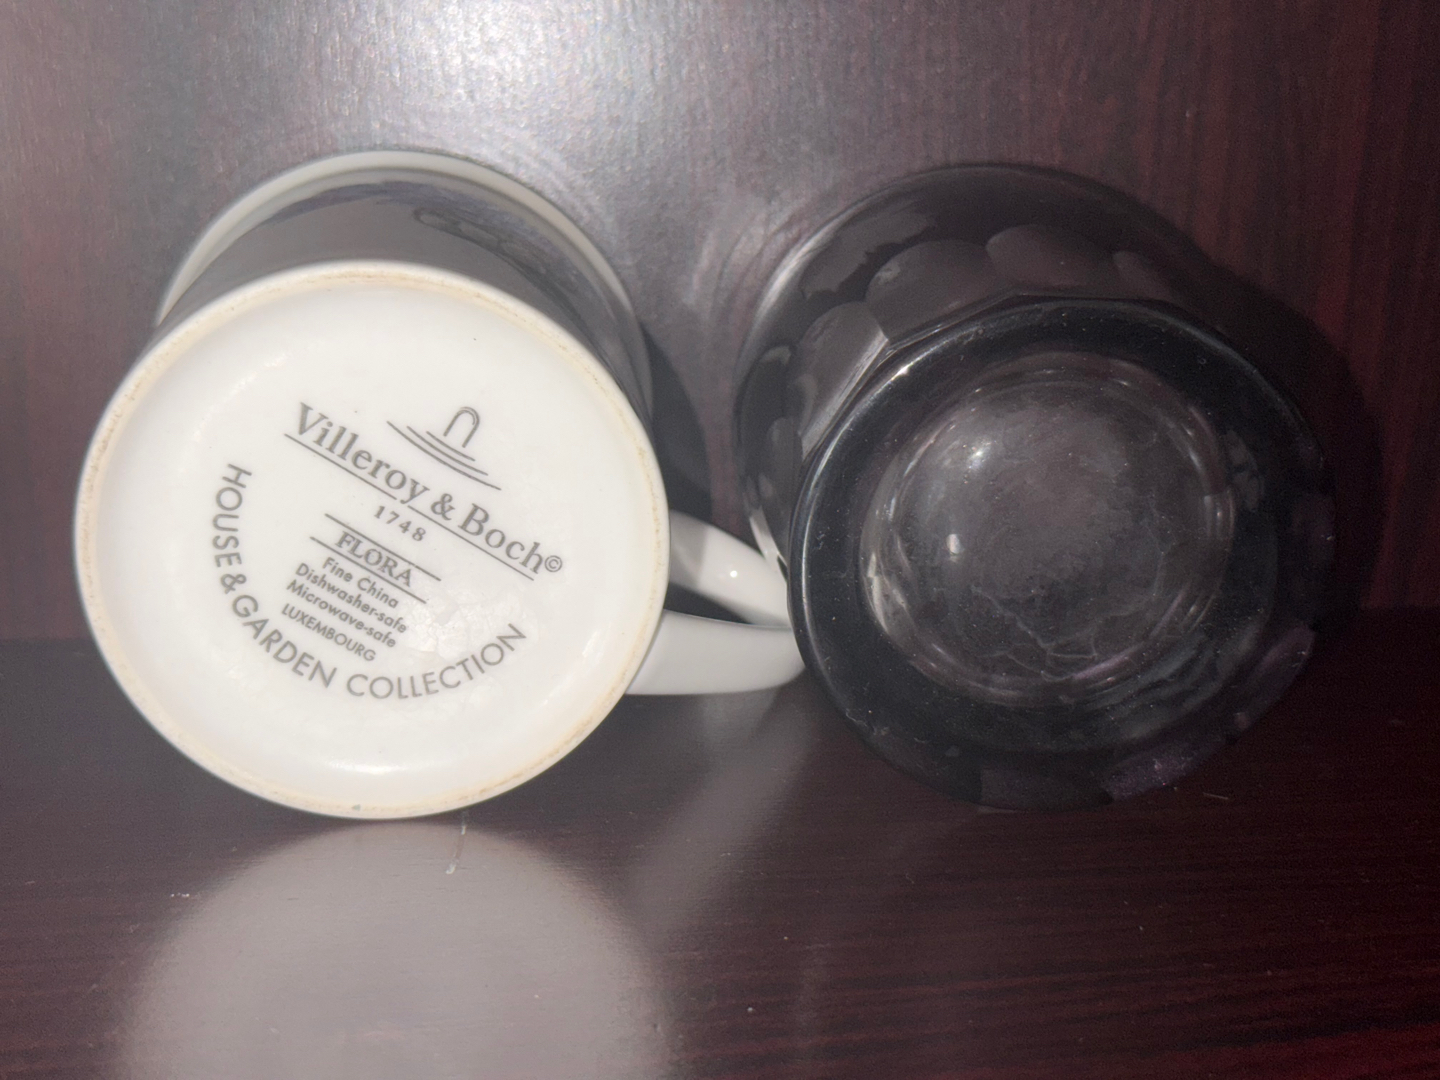 Villeroy & Boch©
1748
FLORA
Fine China
Dishwasher-safe
Microwave-safe
LUXEMBOURG
HOUSE&GARDEN COLLECTION